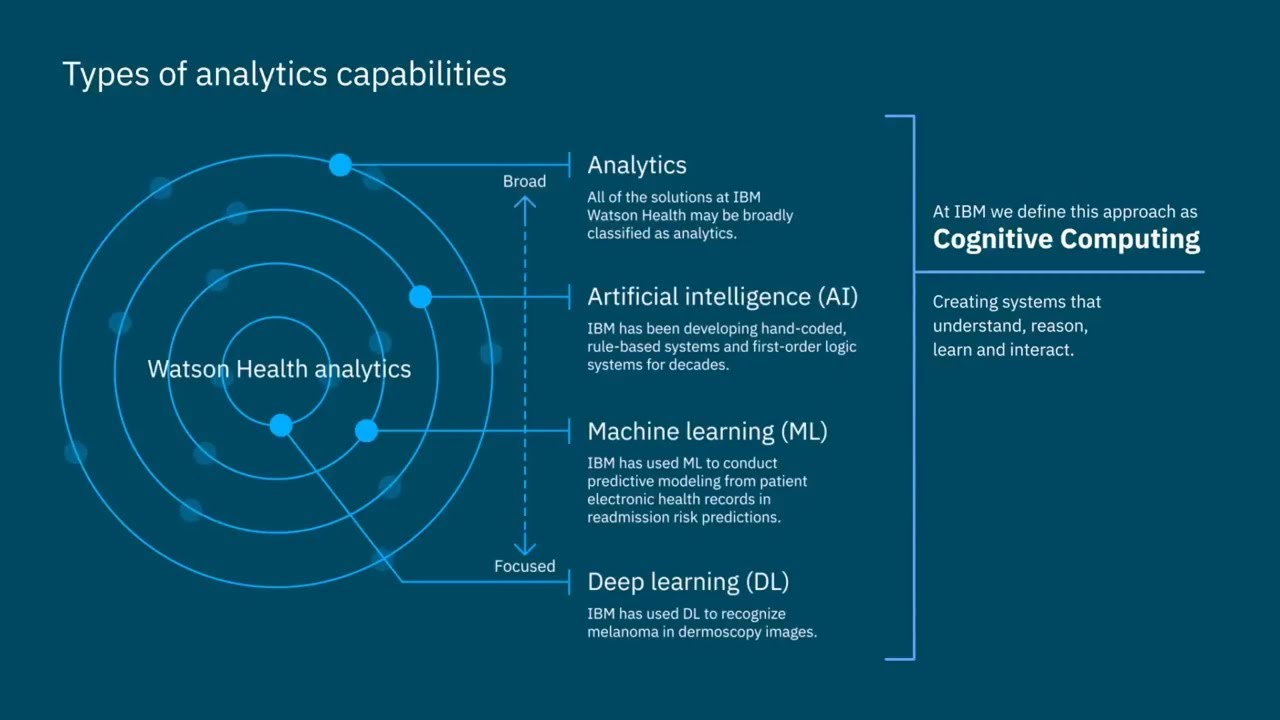 Types of analytics capabilities
Watson Health analytics
Broad
Focused
Analytics
All of the solutions at IBM
Watson Health may be broadly
classified as analytics.
Artificial intelligence (AI)
IBM has been developing hand-coded,
rule-based systems and first-order logic
systems for decades.
Machine learning (ML)
IBM has used ML to conduct
predictive modeling from patient
electronic health records in
readmission risk predictions.
Deep learning (DL)
IBM has used DL to recognize
melanoma in dermoscopy images.
At IBM we define this approach as
Cognitive Computing
Creating systems that
understand, reason,
learn and interact.